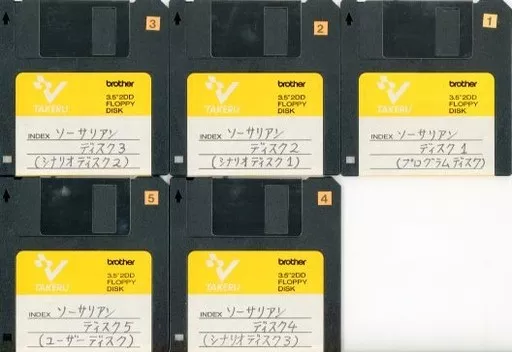 3
TAKERU
brother
3.5"2DD
FLOPPY
DISK
INDEX ソーサリアン
ディスク3
(シナリオディスク2)
2
TAKERU
brother
3.5"2DD
FLOPPY
DISK
INDEX ソーサリアン
ディスク2
(シナリオディスク1)
1
TAKERU
brother
3.5"2DD
FLOPPY
DISK
INDEX ソーサリアン
ディスク1
(プログラムディスク)
5
TAKERU
brother
3.5"2DD
FLOPPY
DISK
INDEX ソーサリアン
ディスク5
(ユーザーディスク)
4
TAKERU
brother
3.5"2DD
FLOPPY
DISK
INDEX ソーサリアン
ディスク4
(シナリオディスク3)